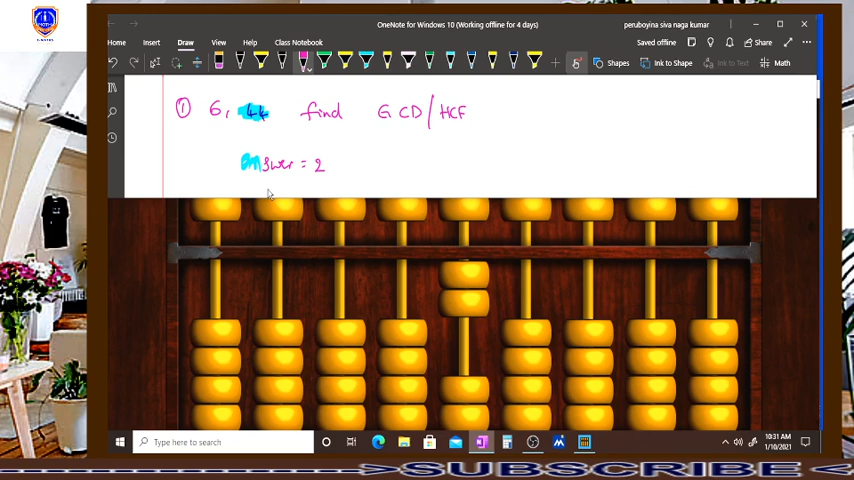 OneNote for Windows 10 (Working offline for 4 days)
peruboyina siva naga kumar
Home Insert Draw View Help Class Notebook
Saved offline Share
Shapes Ink to Shape Ink to Text Math
① 6, 44 find GCD/HCF
Answer = 2
Type here to search
10:31 AM
1/10/2021
SUBSCRIBE